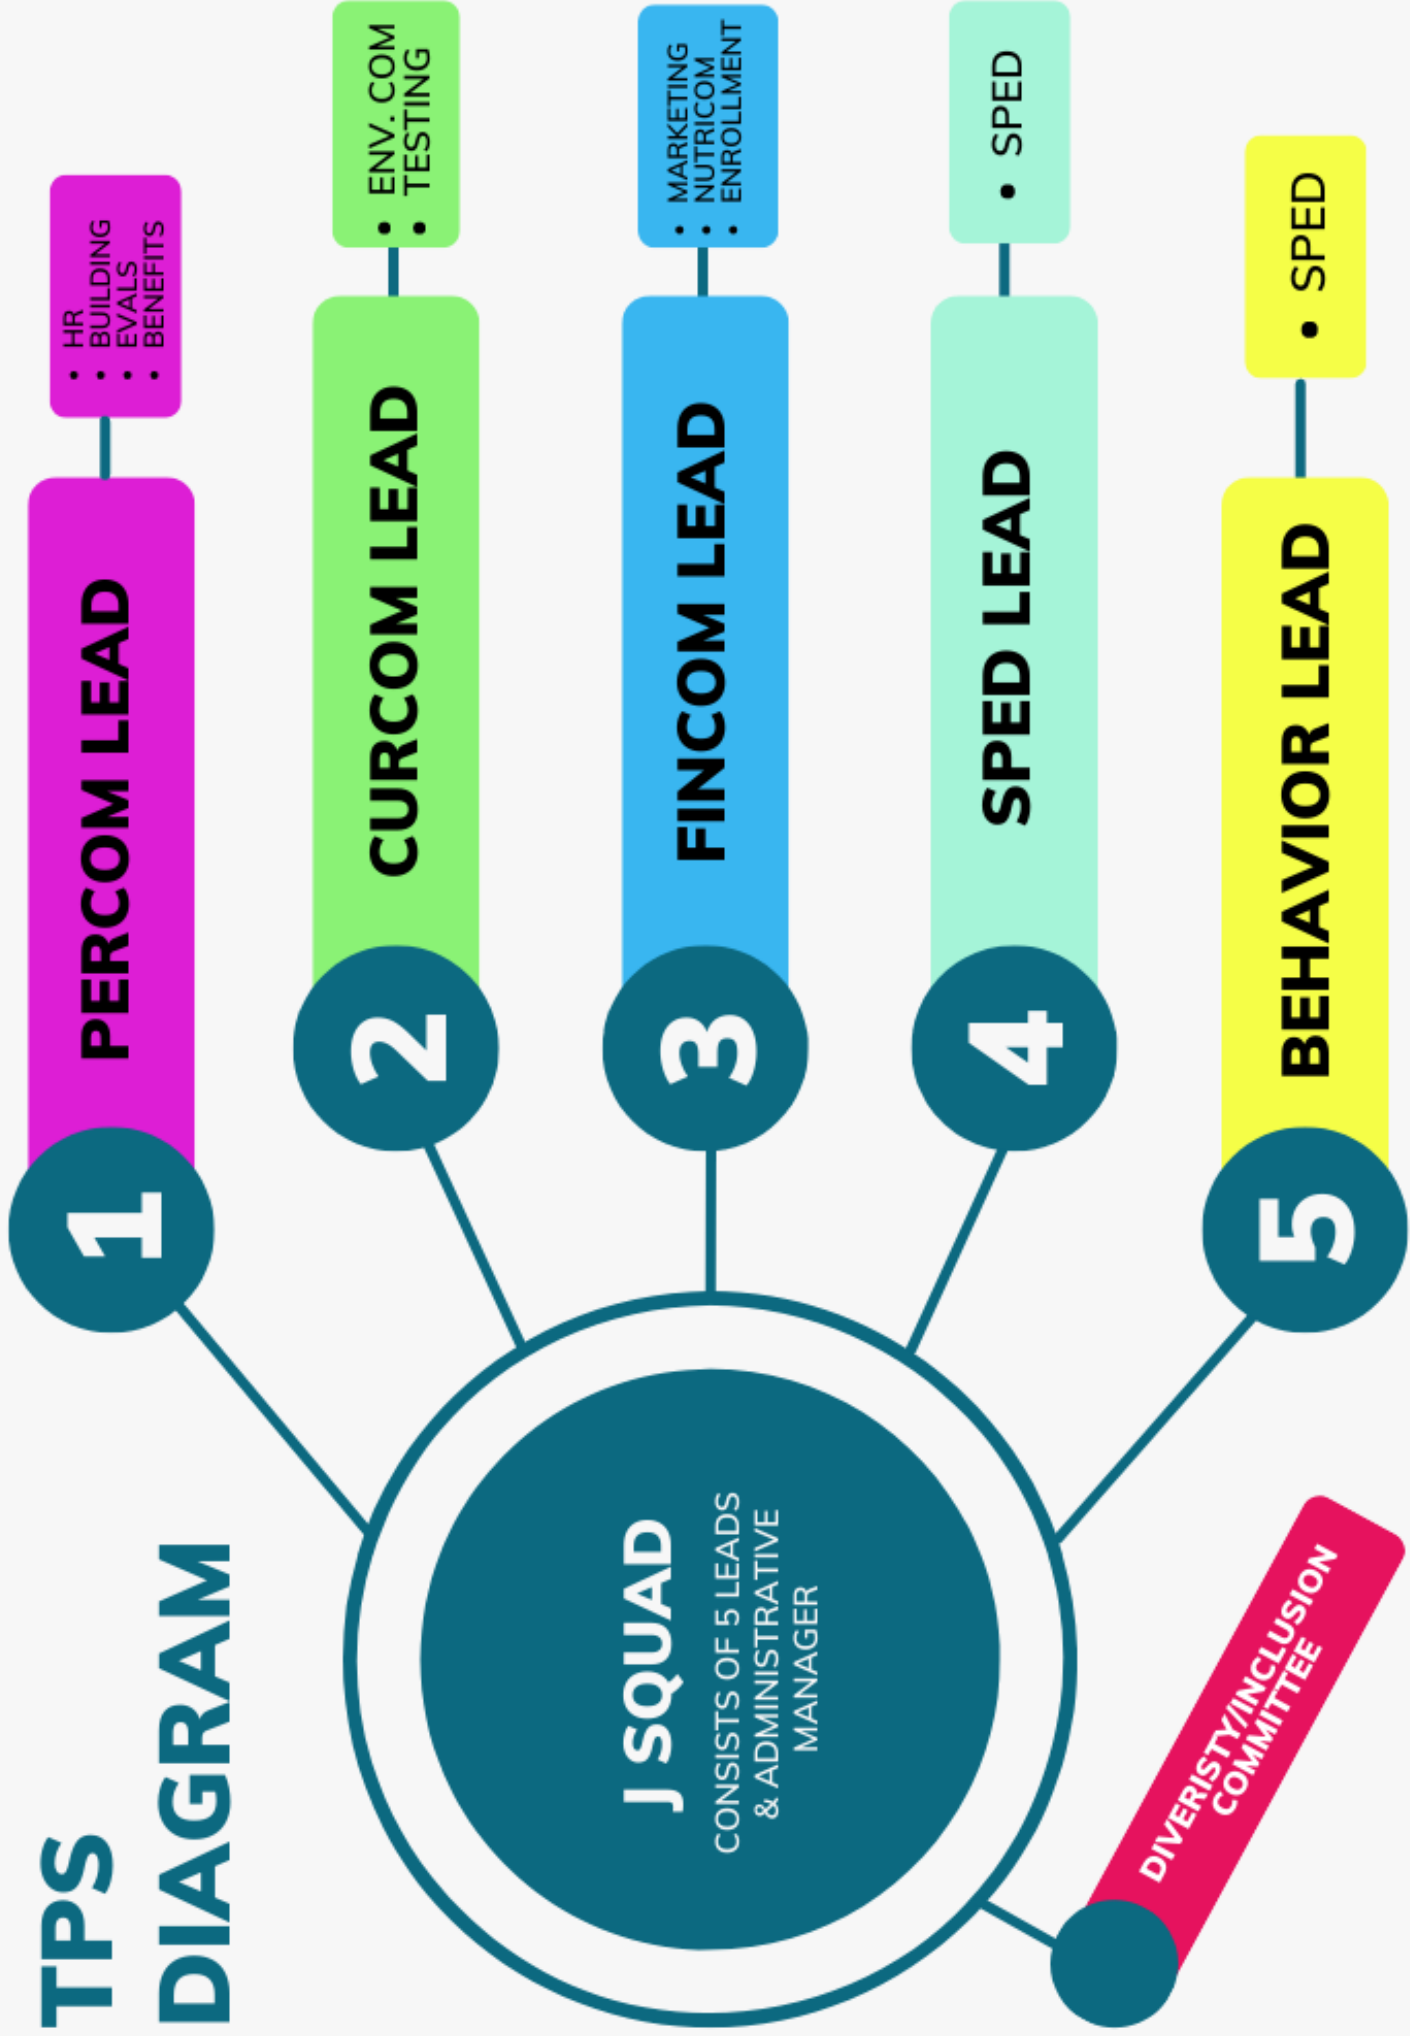 TPS
DIAGRAM
1
PERCOM LEAD
• HR
• BUILDING
• EVALS
• BENEFITS
2
CURCOM LEAD
• ENV. COM
• TESTING
3
FINCOM LEAD
• MARKETING
• NUTRICOM
• ENROLLMENT
4
SPED LEAD
• SPED
5
BEHAVIOR LEAD
• SPED
J SQUAD
CONSISTS OF 5 LEADS
& ADMINISTRATIVE
MANAGER
DIVERISTY/INCLUSION
COMMITTEE